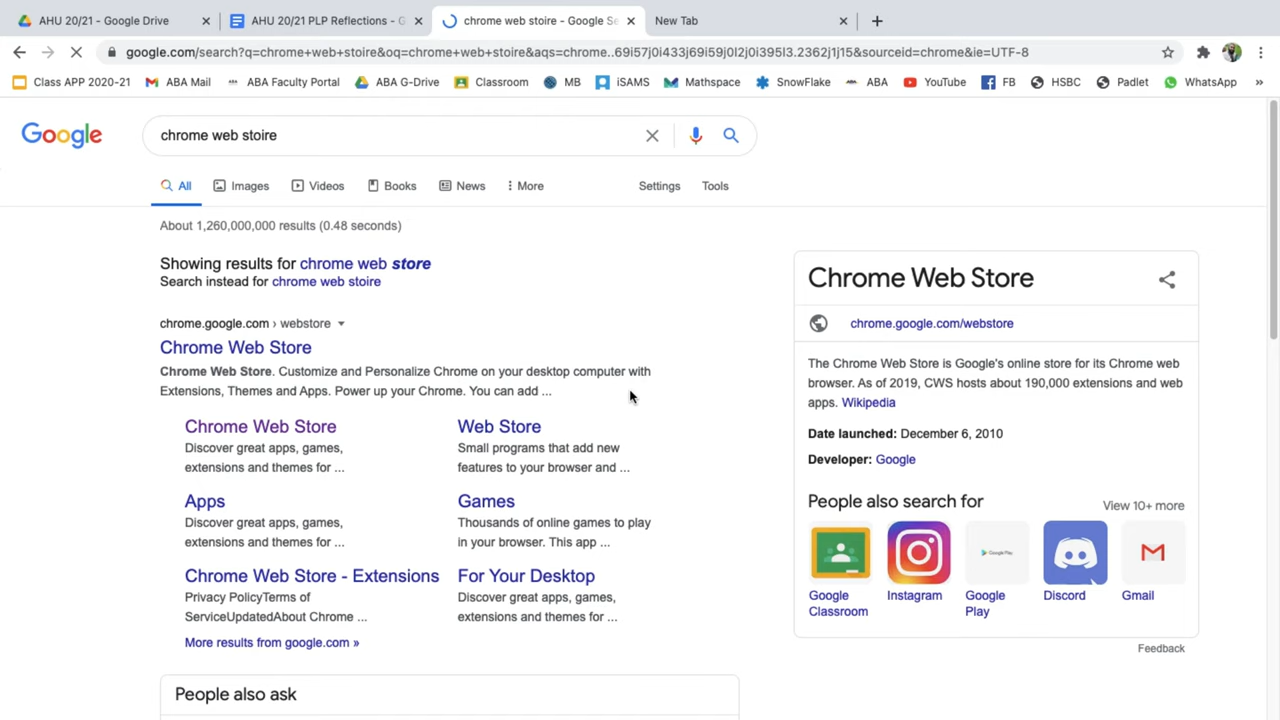 AHU 20/21 - Google Drive
AHU 20/21 PLP Reflections - G
chrome web stoire - Google Se
New Tab
google.com/search?q=chrome+web+stoire&oq=chrome+web+stoire&aqs=chrome..69i57j0i433j69i59j0l2j0i395l3.2362j1j15&sourceid=chrome&ie=UTF-8
Class APP 2020-21 ABA Mail ABA Faculty Portal ABA G-Drive Classroom MB iSAMS Mathspace SnowFlake ABA YouTube FB HSBC Padlet WhatsApp »
Google
chrome web stoire
All Images Videos Books News More Settings Tools
About 1,260,000,000 results (0.48 seconds)
Showing results for chrome web store
Search instead for chrome web stoire
chrome.google.com › webstore
Chrome Web Store
Chrome Web Store. Customize and Personalize Chrome on your desktop computer with
Extensions, Themes and Apps. Power up your Chrome. You can add ...
Chrome Web Store
Discover great apps, games,
extensions and themes for ...
Web Store
Small programs that add new
features to your browser and ...
Apps
Discover great apps, games,
extensions and themes for ...
Games
Thousands of online games to play
in your browser. This app ...
Chrome Web Store - Extensions
Privacy PolicyTerms of
ServiceUpdatedAbout Chrome ...
For Your Desktop
Discover great apps, games,
extensions and themes for ...
More results from google.com »
People also ask
Chrome Web Store
chrome.google.com/webstore
The Chrome Web Store is Google's online store for its Chrome web
browser. As of 2019, CWS hosts about 190,000 extensions and web
apps. Wikipedia
Date launched: December 6, 2010
Developer: Google
People also search for
View 10+ more
Google Play
Google
Classroom
Instagram
Google
Play
Discord
Gmail
Feedback